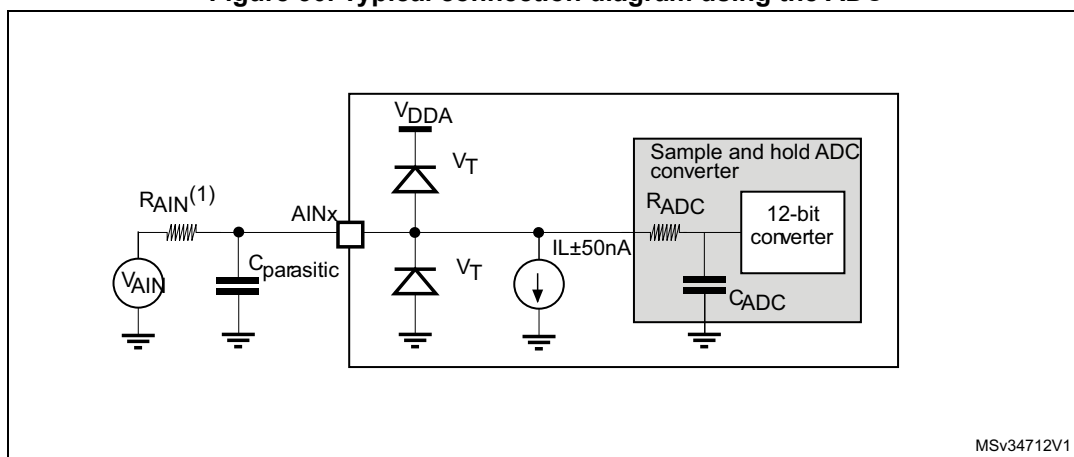 Figure 36. Typical connection diagram using the ADC
VDDA
VT
RAIN(1)
AINx
VAIN
Cparasitic
VT
IL±50nA
Sample and hold ADC
converter
RADC
12-bit
converter
CADC
MSv34712V1